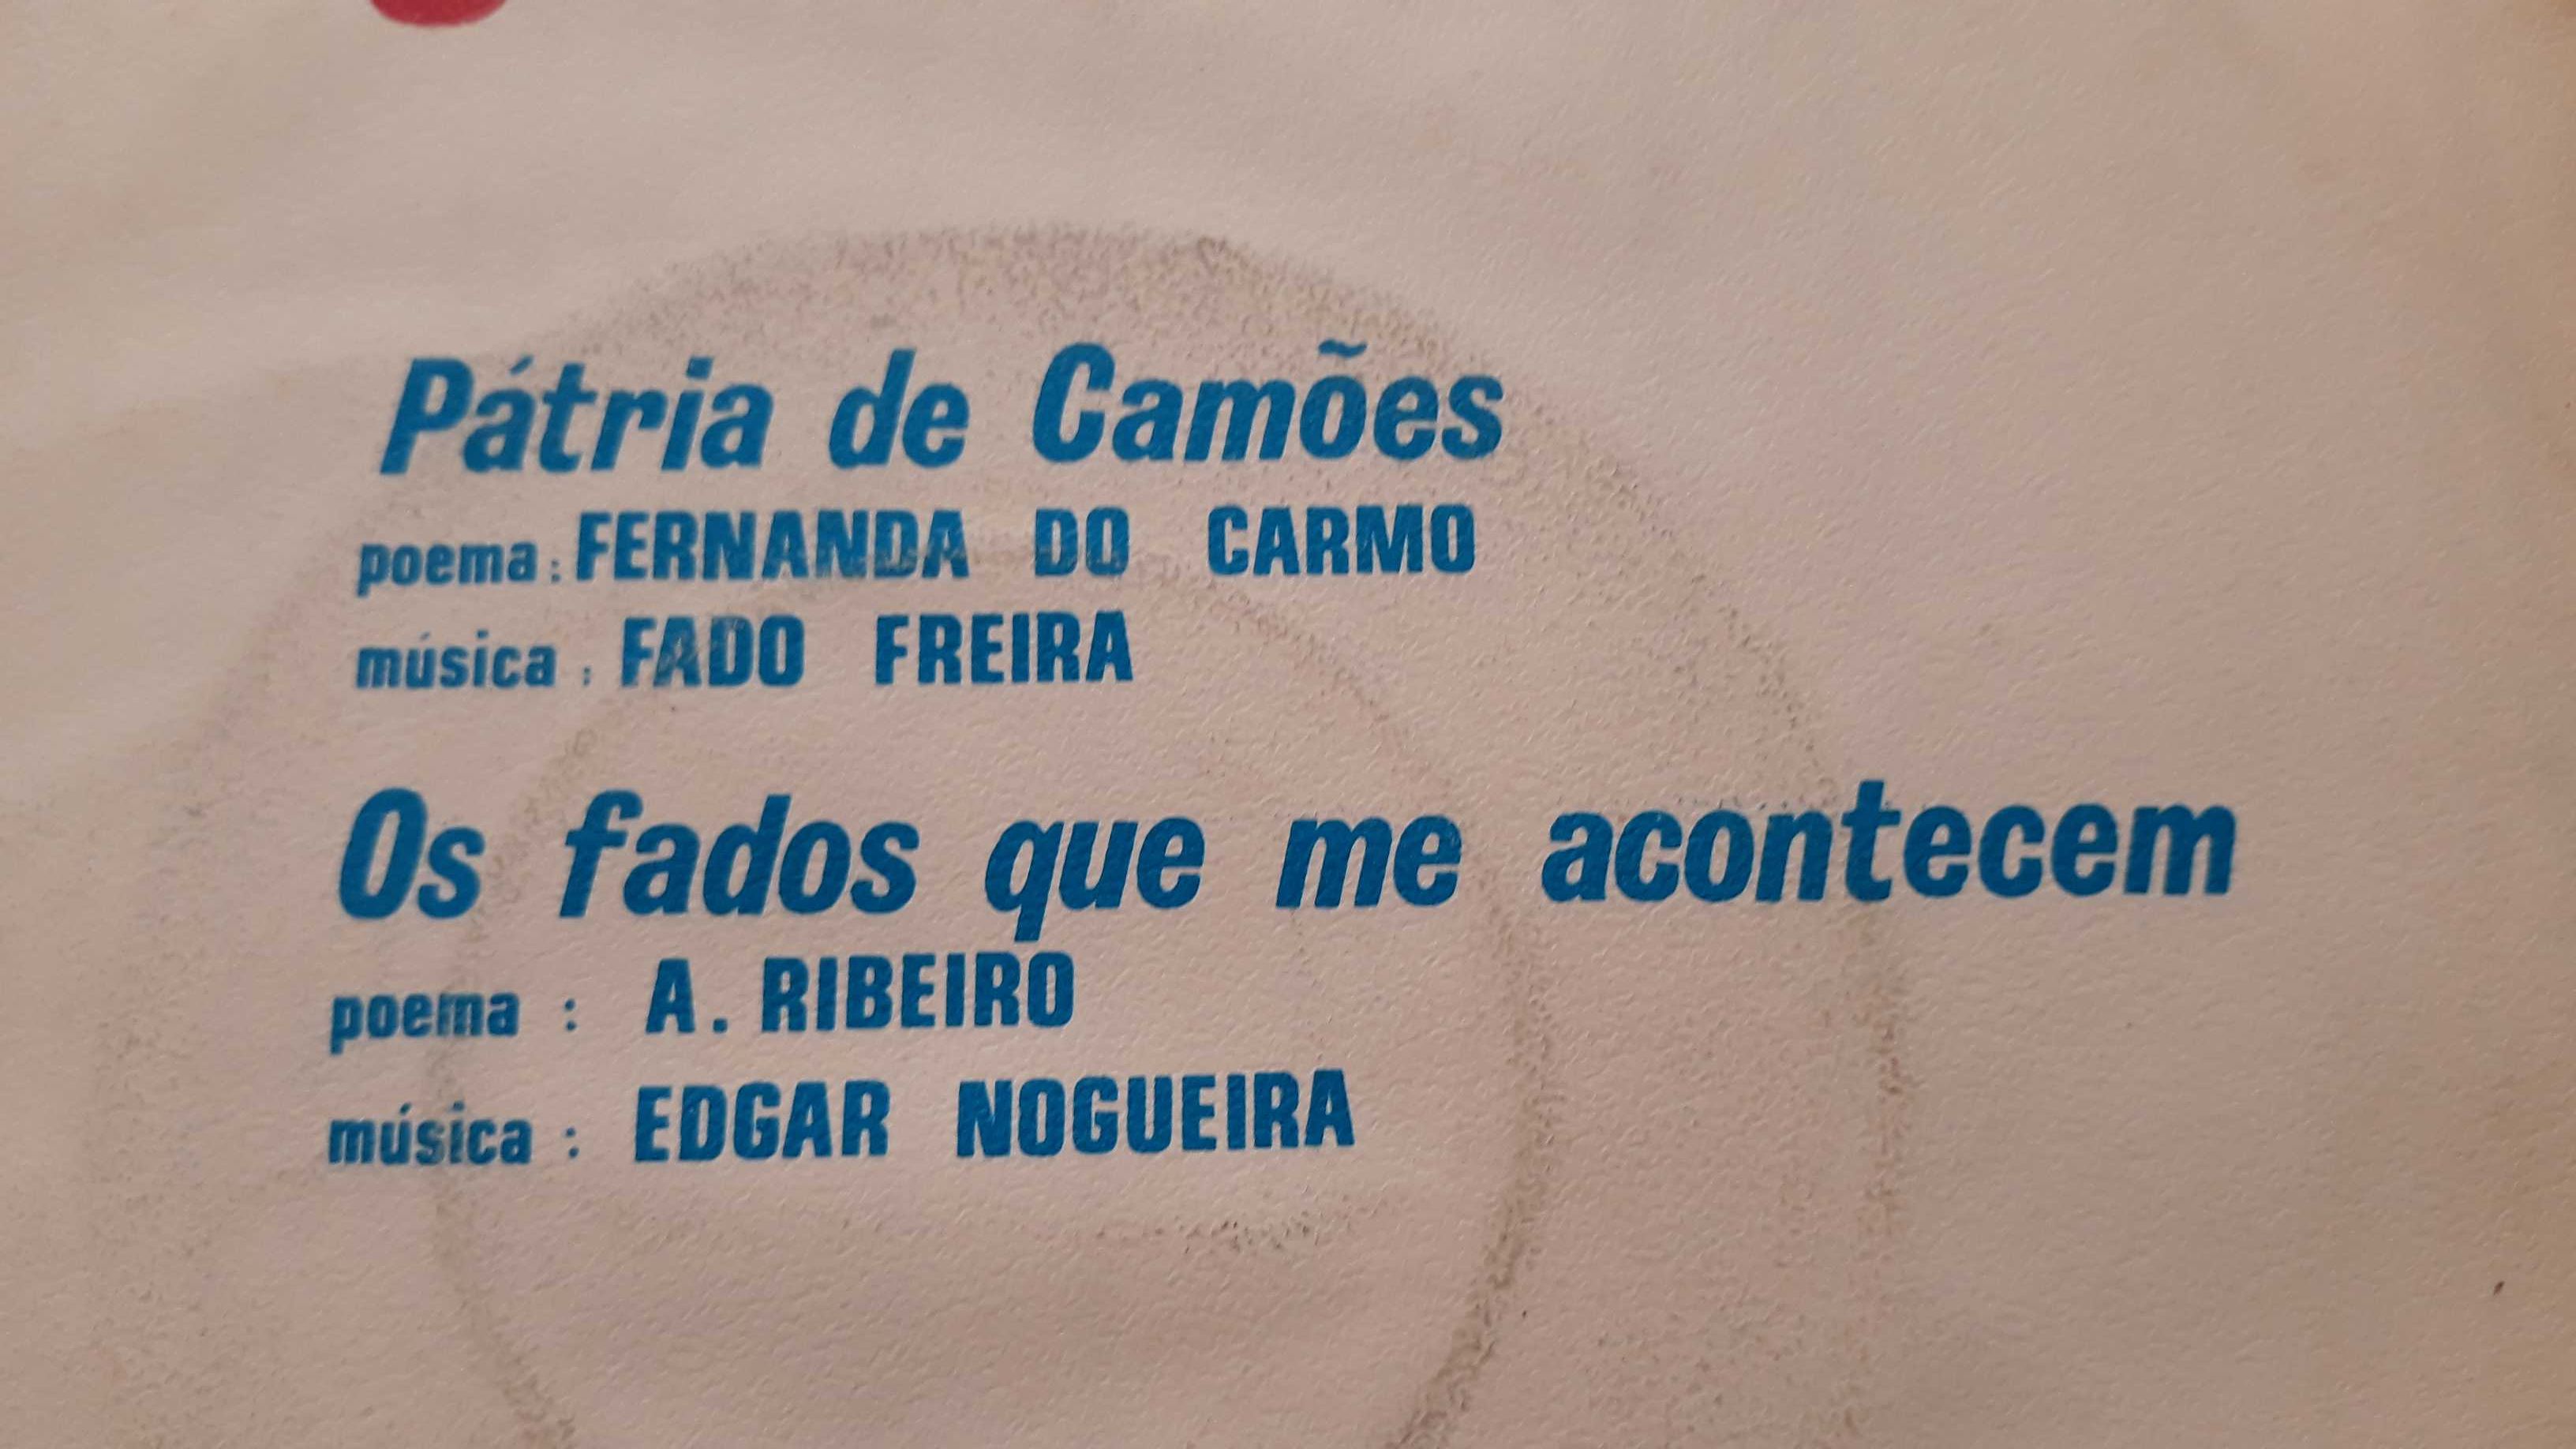 Pátria de Camões
poema : FERNANDA DO CARMO
música : FADO FREIRA
Os fados que me acontecem
poema : A. RIBEIRO
música : EDGAR NOGUEIRA